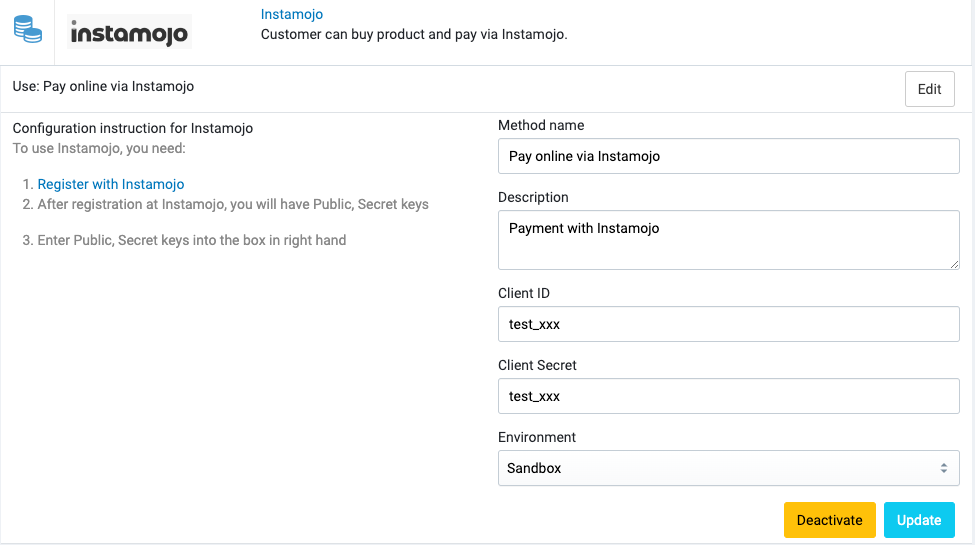 instamojo
Instamojo
Customer can buy product and pay via Instamojo.
Use: Pay online via Instamojo
Edit
Configuration instruction for Instamojo
To use Instamojo, you need:
1. Register with Instamojo
2. After registration at Instamojo, you will have Public, Secret keys
3. Enter Public, Secret keys into the box in right hand
Method name
Pay online via Instamojo
Description
Payment with Instamojo
Client ID
test_xxx
Client Secret
test_xxx
Environment
Sandbox
Deactivate
Update